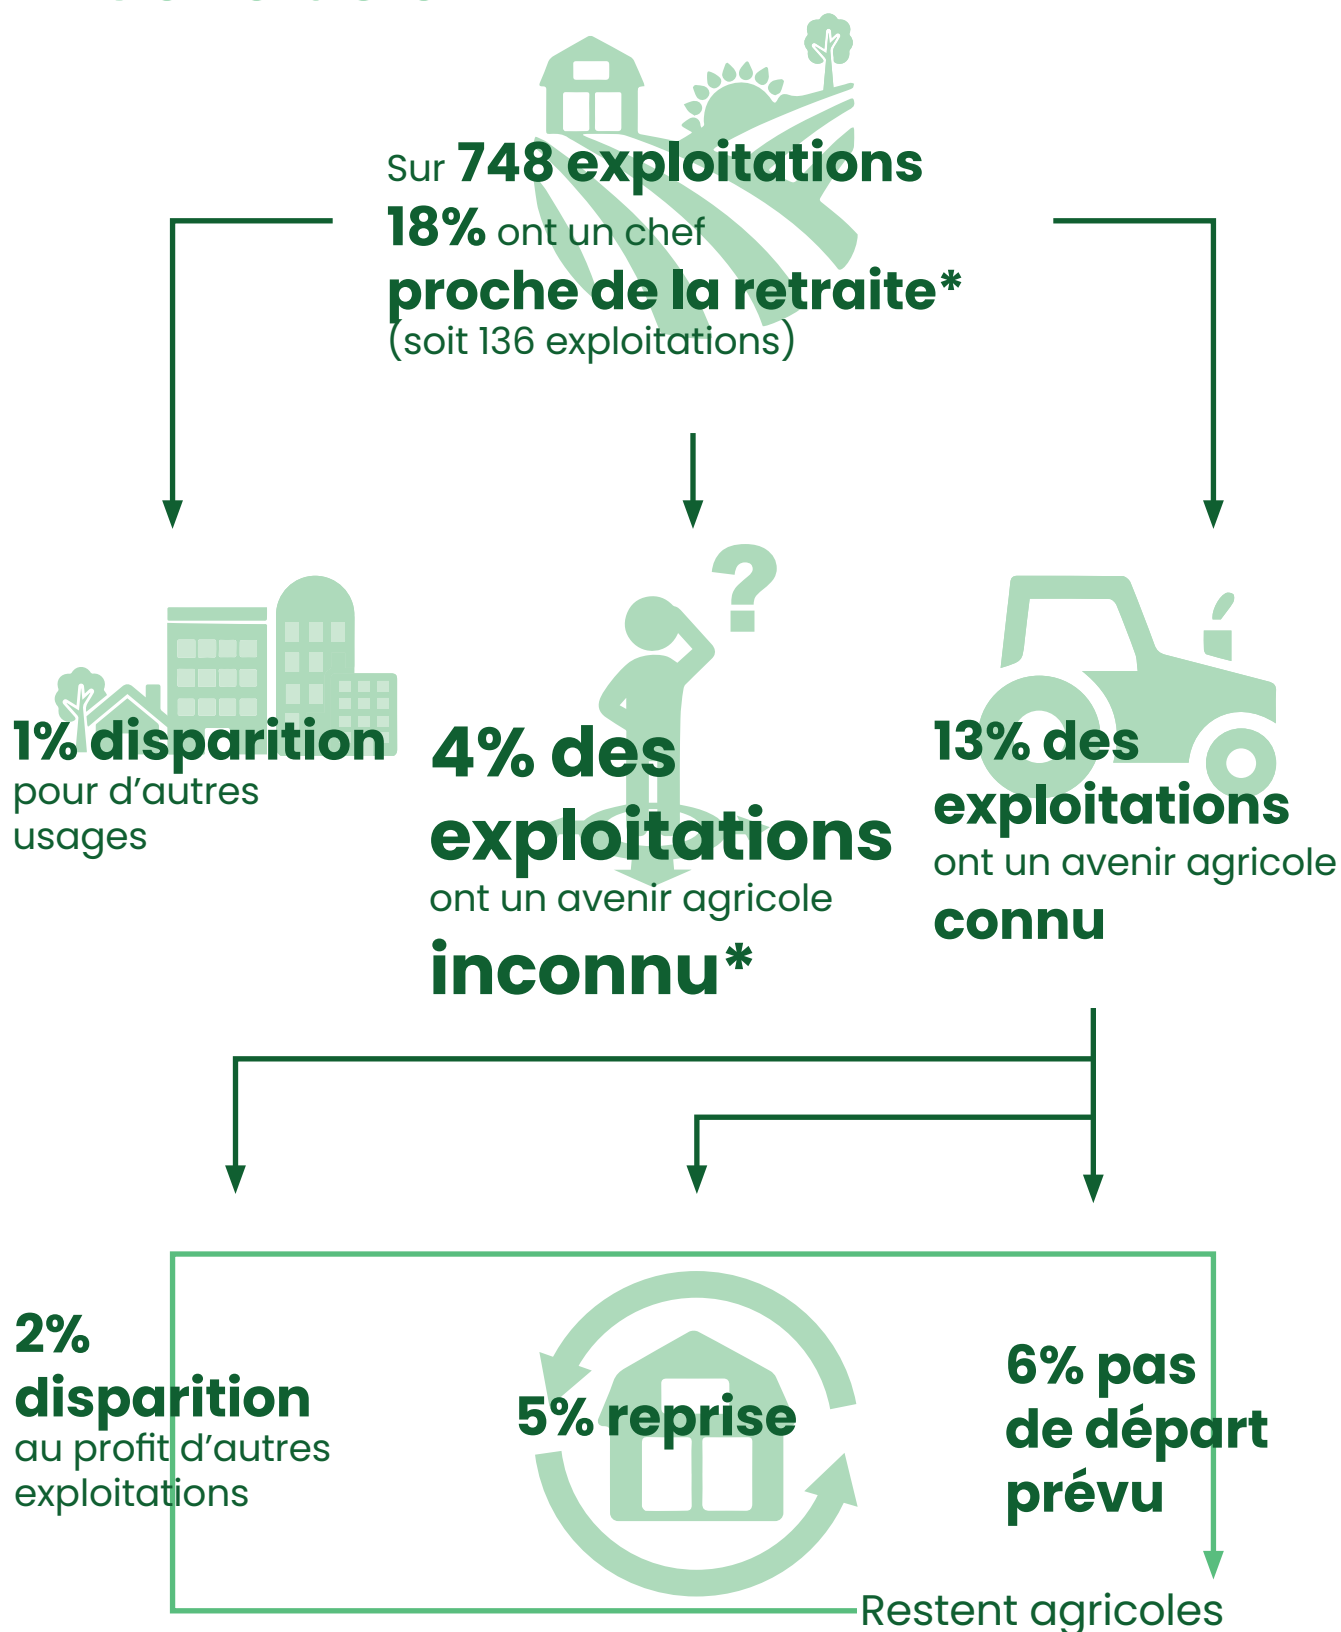 Sur 748 exploitations
18% ont un chef
proche de la retraite*
(soit 136 exploitations)
1% disparition
pour d'autres
usages
4% des
exploitations
ont un avenir agricole
inconnu*
13% des
exploitations
ont un avenir agricole
connu
2%
disparition
au profit d'autres
exploitations
5% reprise
6% pas
de départ
prévu
Restent agricoles